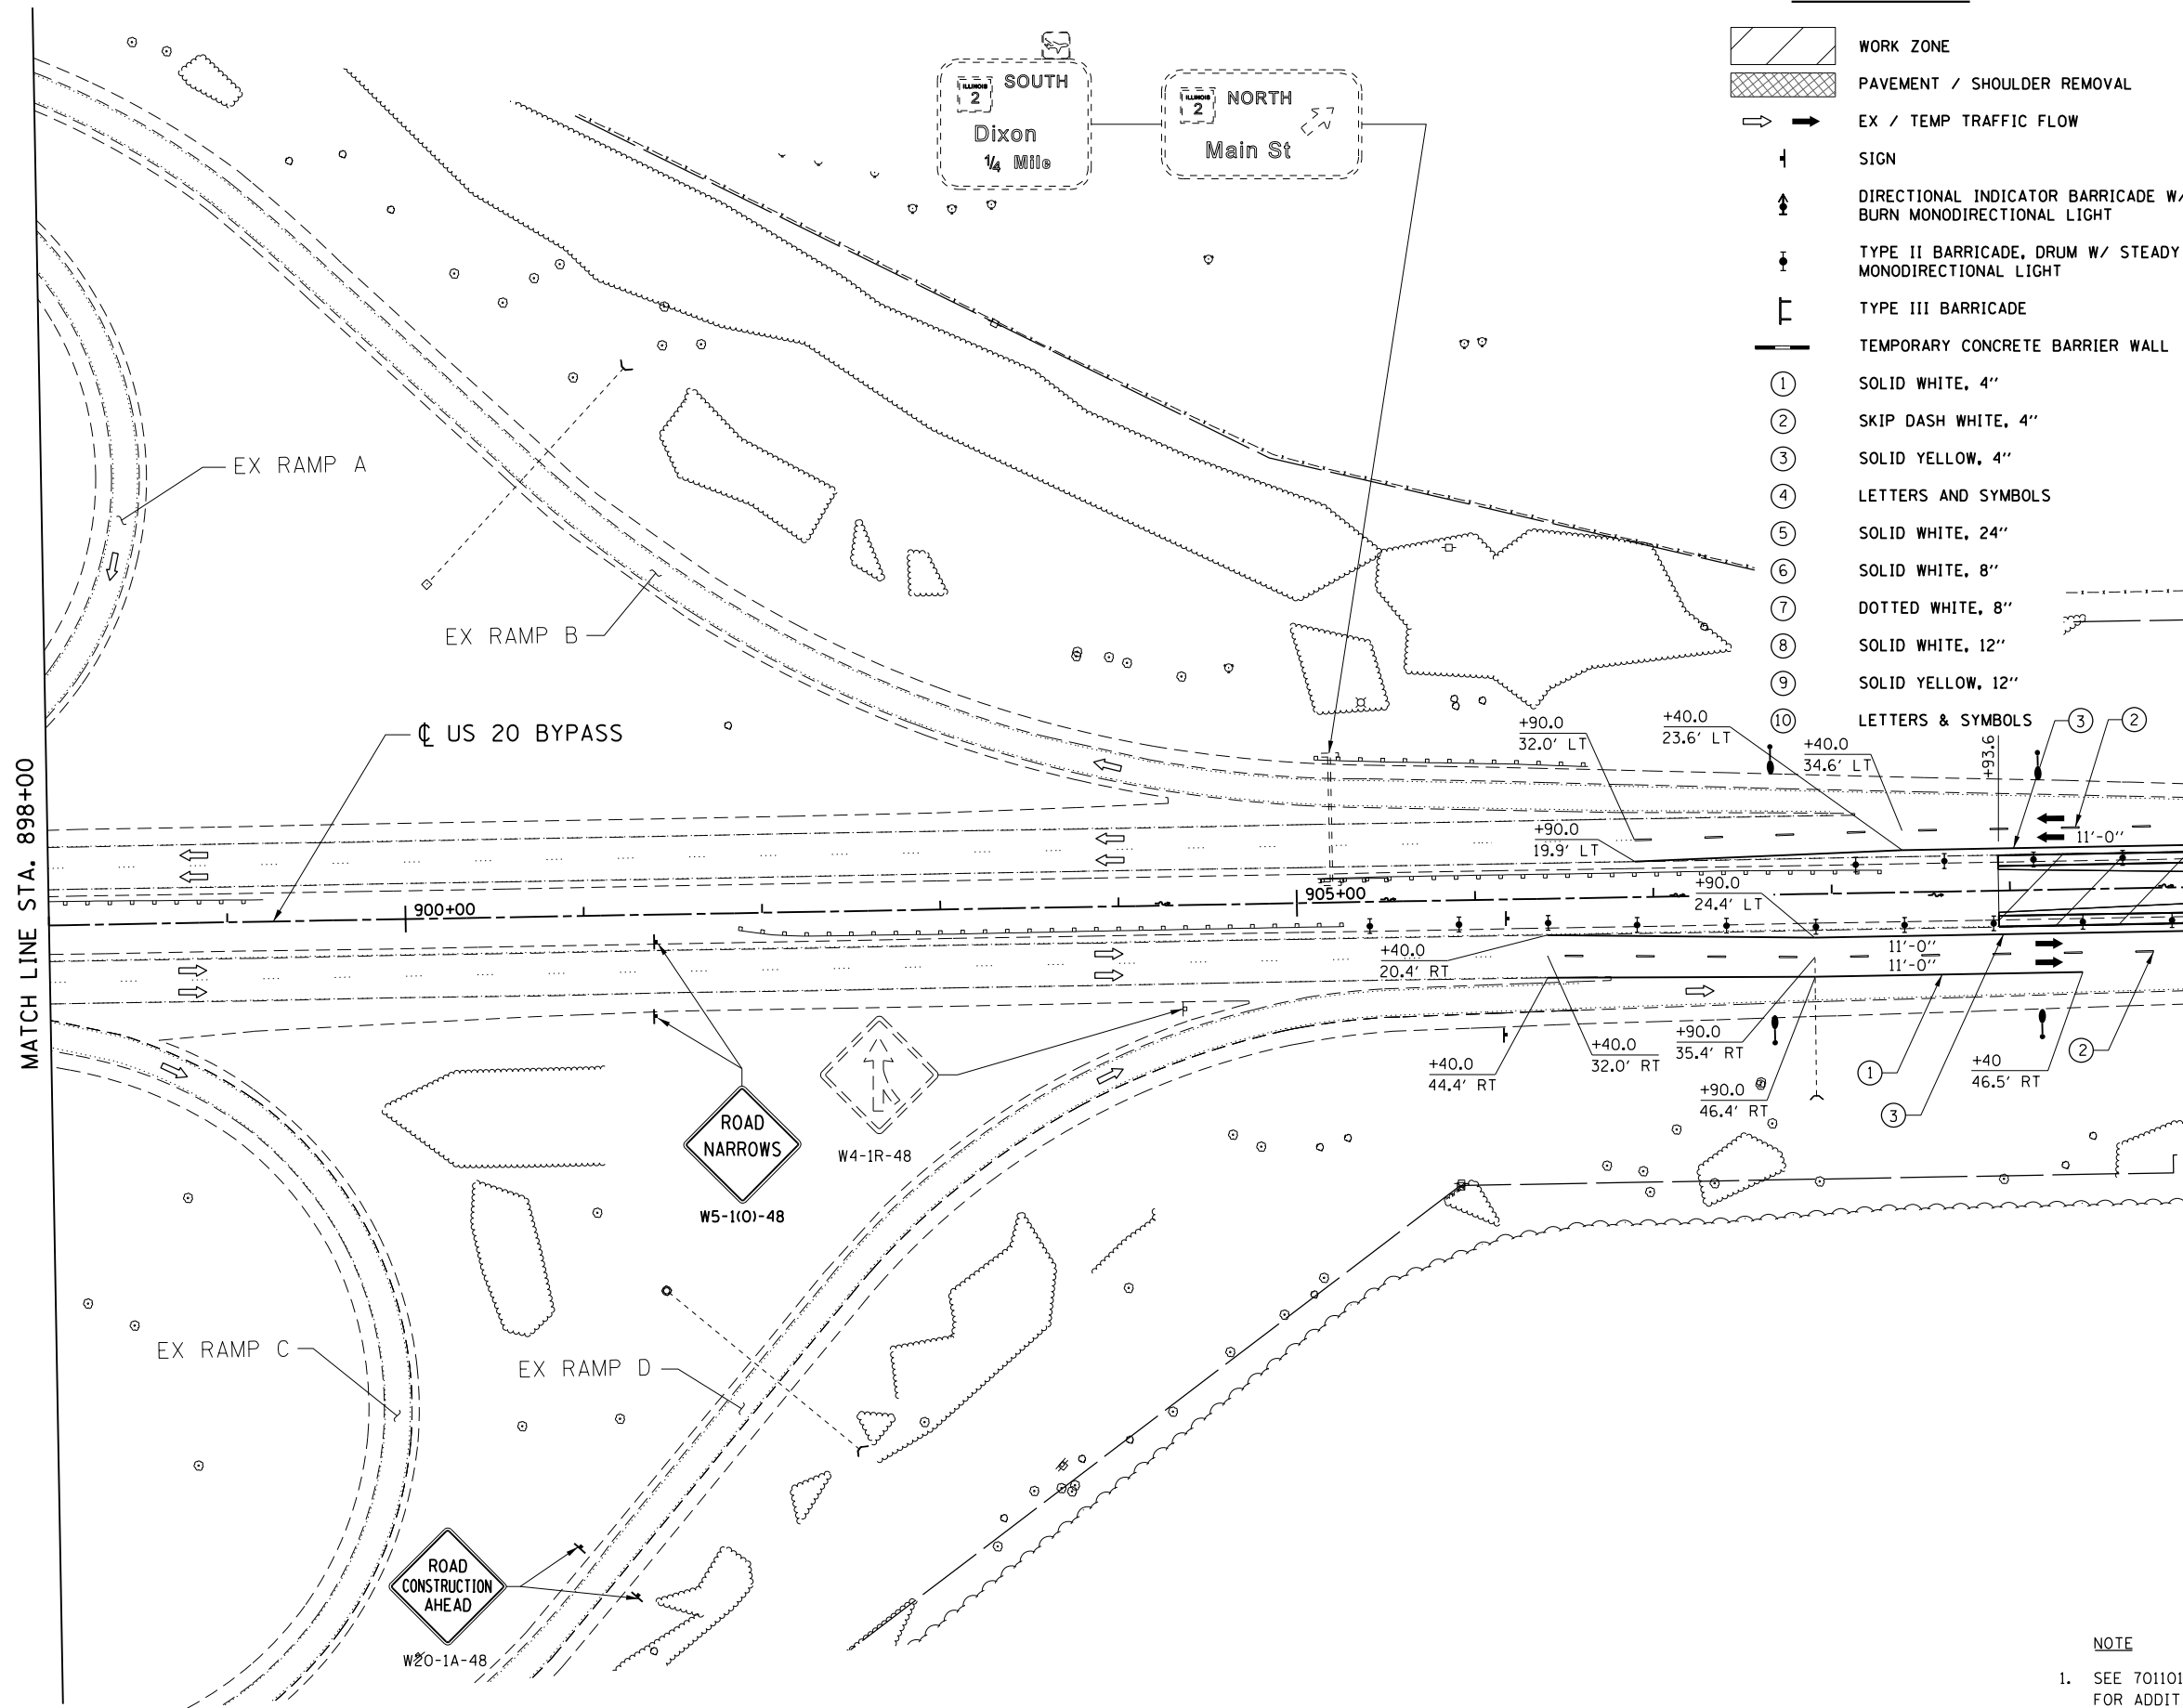 WORK ZONE
PAVEMENT / SHOULDER REMOVAL
EX / TEMP TRAFFIC FLOW
SIGN
DIRECTIONAL INDICATOR BARRICADE W/
BURN MONODIRECTIONAL LIGHT
TYPE II BARRICADE, DRUM W/ STEADY
MONODIRECTIONAL LIGHT
TYPE III BARRICADE
TEMPORARY CONCRETE BARRIER WALL
1 SOLID WHITE, 4''
2 SKIP DASH WHITE, 4''
3 SOLID YELLOW, 4''
4 LETTERS AND SYMBOLS
5 SOLID WHITE, 24''
6 SOLID WHITE, 8''
7 DOTTED WHITE, 8''
8 SOLID WHITE, 12''
9 SOLID YELLOW, 12''
10 LETTERS & SYMBOLS
ILLINOIS
2
SOUTH
Dixon
1/4 Mile
ILLINOIS
2
NORTH
Main St
EX RAMP A
EX RAMP B
℄ US 20 BYPASS
MATCH LINE STA. 898+00
+90.0
32.0' LT
+40.0
23.6' LT
+40.0
34.6' LT
+93.6
3
2
+90.0
19.9' LT
11'-0''
900+00
905+00
+90.0
24.4' LT
+40.0
20.4' RT
11'-0''
11'-0''
+40.0
44.4' RT
+40.0
32.0' RT
+90.0
35.4' RT
+90.0
46.4' RT
1
3
+40
46.5' RT
2
ROAD
NARROWS
W5-1(O)-48
W4-1R-48
EX RAMP C
EX RAMP D
ROAD
CONSTRUCTION
AHEAD
W20-1A-48
NOTE
1. SEE 701101
FOR ADDIT